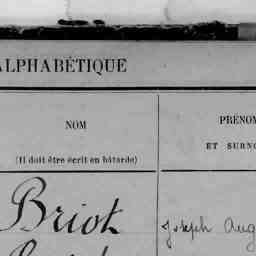 ALPHABÉTIQUE
NOM
PRÉNOM
(Il doit être écrit en bâtarde)
ET SURNO
Briot
Joseph Aug